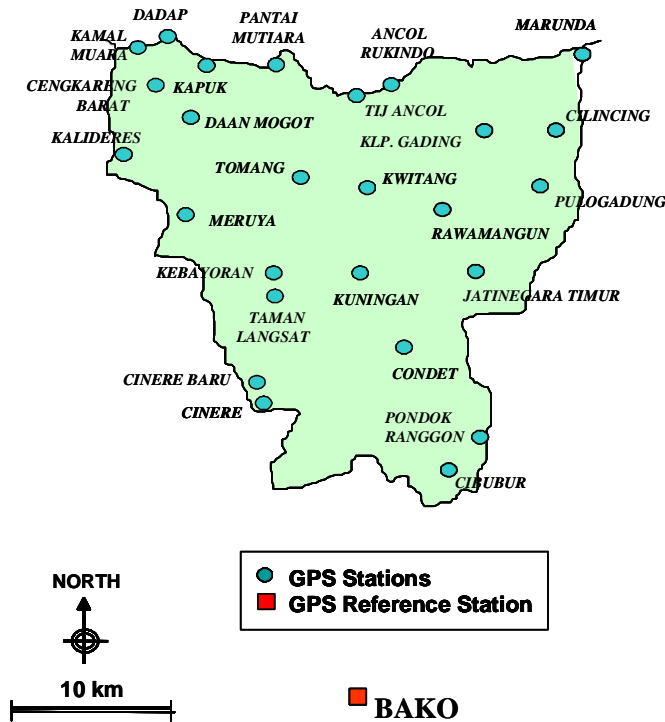 DADAP
PANTAI
MUTIARA
KAMAL
MUARA
ANCOL
RUKINDO
MARUNDA
CENGKARENG
BARAT
KAPUK
TIJ ANCOL
CILINCING
DAAN MOGOT
KLP. GADING
KALIDERES
TOMANG
KWITANG
PULOGADUNG
MERUYA
RAWAMANGUN
KEBAYORAN
KUNINGAN
JATINEGARA TIMUR
TAMAN
LANGSAT
CINERE BARU
CONDET
CINERE
PONDOK
RANGGON
CIBUBUR
NORTH
GPS Stations
GPS Reference Station
10 km
BAKO